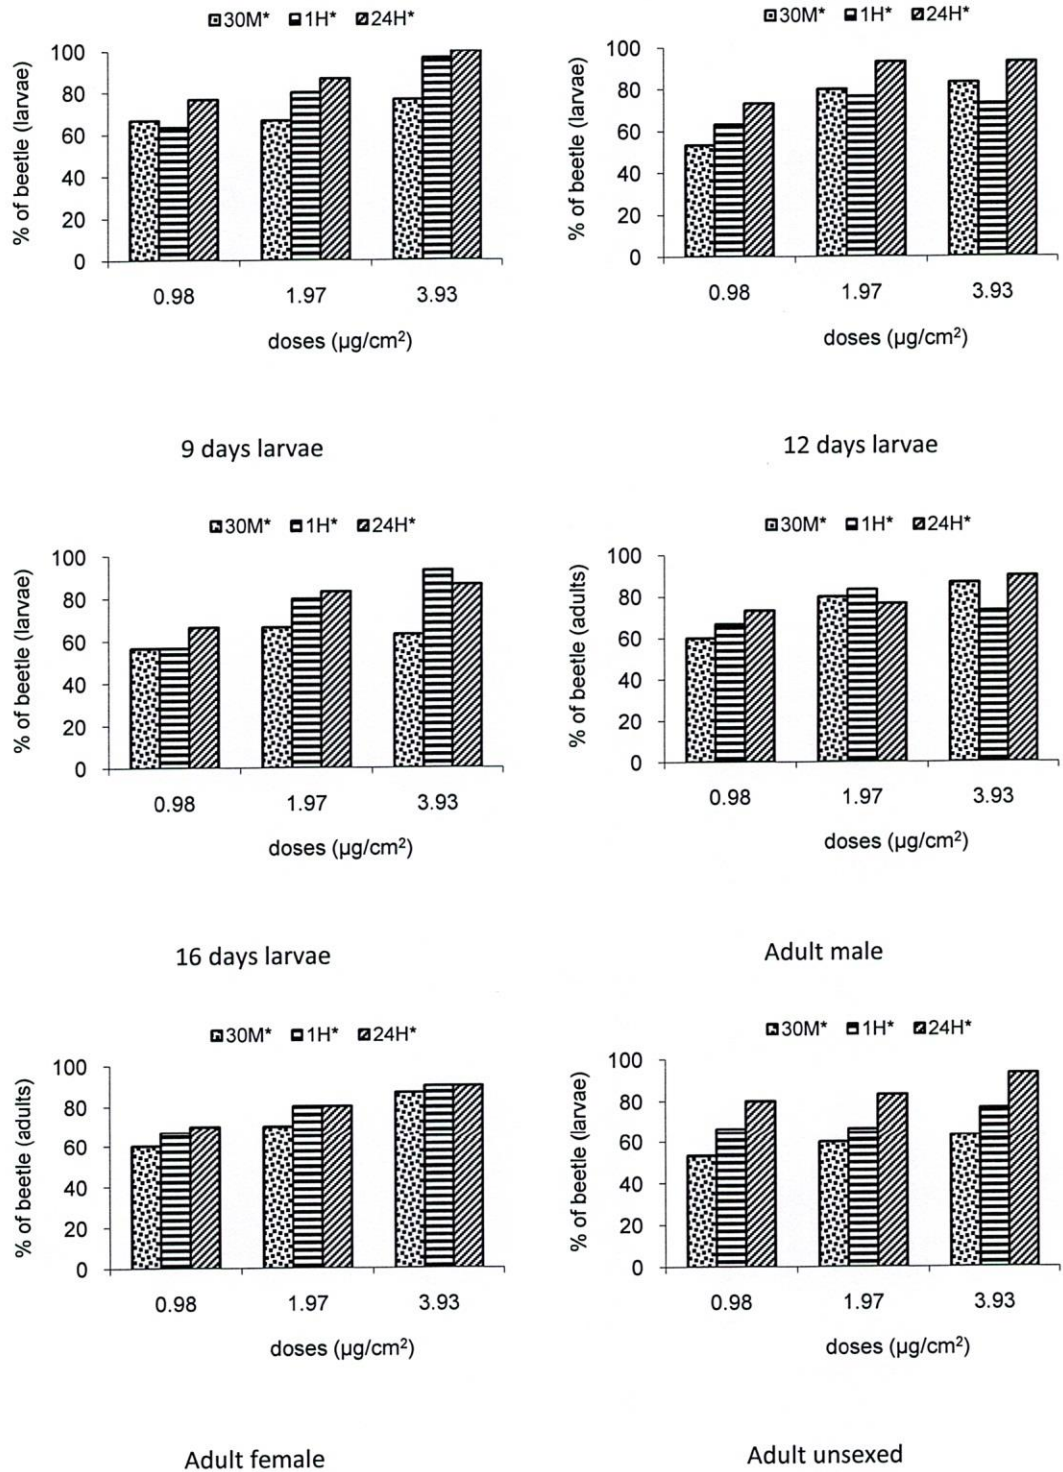 30M* 1H* 24H*
% of beetle (larvae)
100
80
60
40
20
0
0.98 1.97 3.93
doses (µg/cm²)
9 days larvae
30M* 1H* 24H*
% of beetle (larvae)
100
80
60
40
20
0
0.98 1.97 3.93
doses (µg/cm²)
12 days larvae
30M* 1H* 24H*
% of beetle (larvae)
100
80
60
40
20
0
0.98 1.97 3.93
doses (µg/cm²)
16 days larvae
30M* 1H* 24H*
% of beetle (adults)
100
80
60
40
20
0
0.98 1.97 3.93
doses (µg/cm²)
Adult male
30M* 1H* 24H*
% of beetle (adults)
100
80
60
40
20
0
0.98 1.97 3.93
doses (µg/cm²)
Adult female
30M* 1H* 24H*
% of beetle (larvae)
100
80
60
40
20
0
0.98 1.97 3.93
doses (µg/cm²)
Adult unsexed